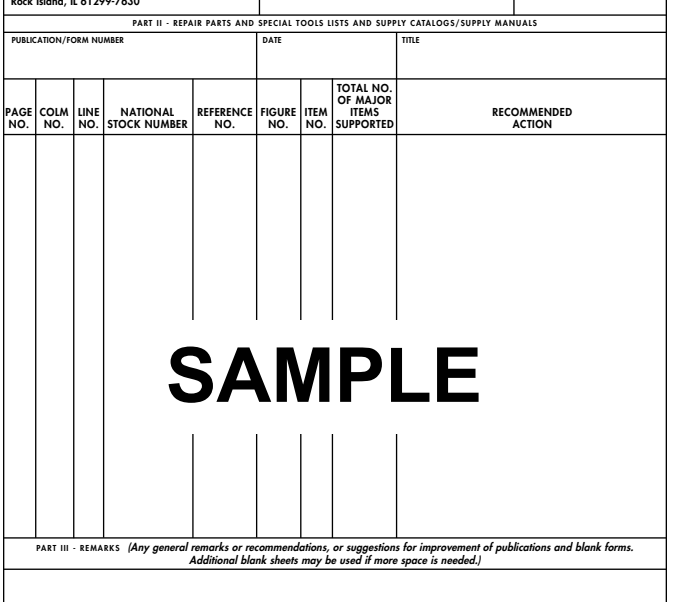 Rock Island, IL 61299-7630
PART II - REPAIR PARTS AND SPECIAL TOOLS LISTS AND SUPPLY CATALOGS/SUPPLY MANUALS
PUBLICATION/FORM NUMBER
DATE
TITLE
PAGE NO.
COLM NO.
LINE NO.
NATIONAL STOCK NUMBER
REFERENCE NO.
FIGURE NO.
ITEM NO.
TOTAL NO. OF MAJOR ITEMS SUPPORTED
RECOMMENDED ACTION
SAMPLE
PART III - REMARKS (Any general remarks or recommendations, or suggestions for improvement of publications and blank forms.
Additional blank sheets may be used if more space is needed.)